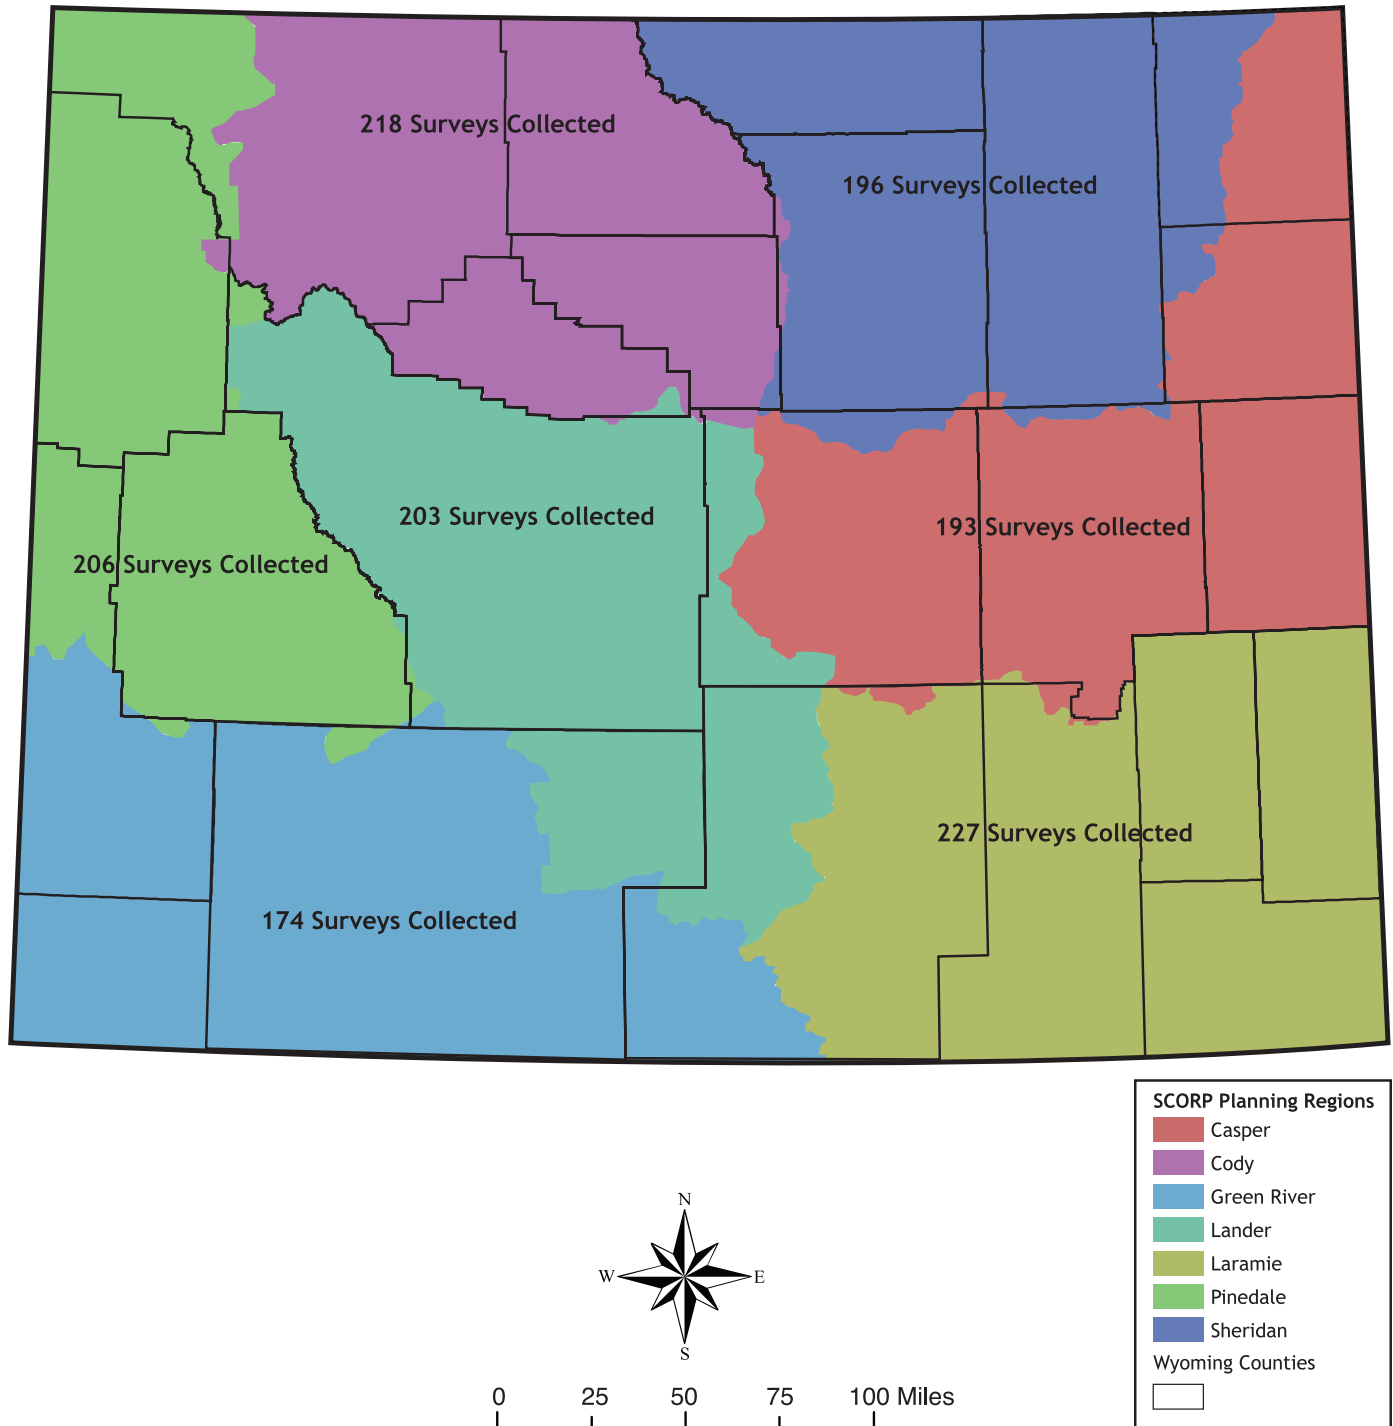 218 Surveys Collected
196 Surveys Collected
203 Surveys Collected
193 Surveys Collected
206 Surveys Collected
227 Surveys Collected
174 Surveys Collected
SCORP Planning Regions
Casper
Cody
Green River
Lander
Laramie
Pinedale
Sheridan
Wyoming Counties
N
W E
S
0 25 50 75 100 Miles